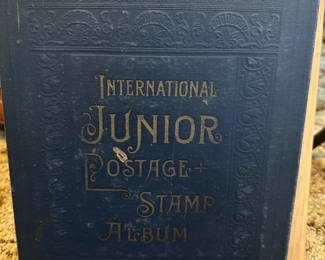 INTERNATIONAL
JUNIOR
POSTAGE
STAMP
ALBUM